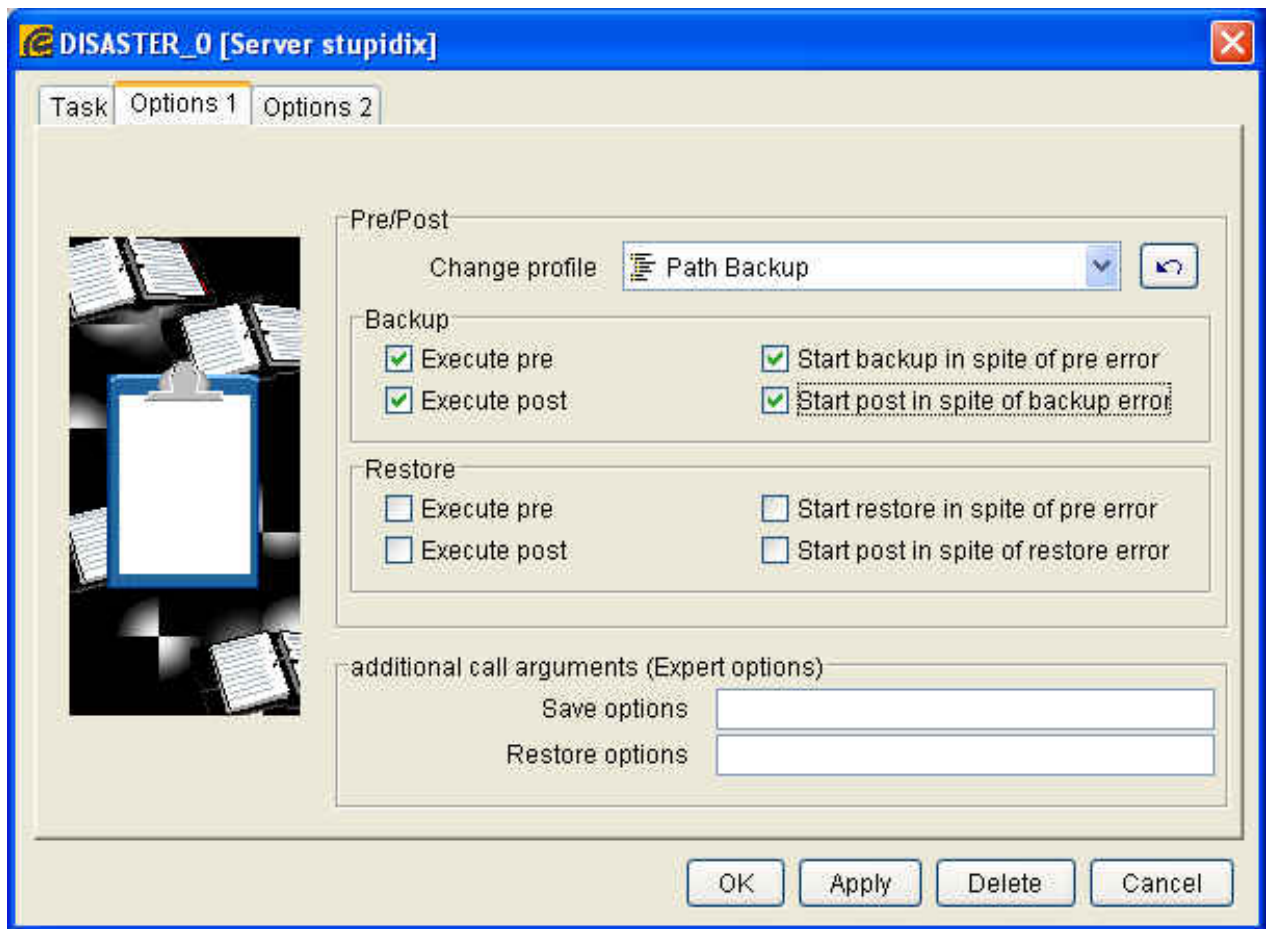 DISASTER_0 [Server stupidix]
Task Options 1 Options 2
Pre/Post
Change profile Path Backup
Backup
Execute pre Start backup in spite of pre error
Execute post Start post in spite of backup error
Restore
Execute pre Start restore in spite of pre error
Execute post Start post in spite of restore error
additional call arguments (Expert options)
Save options
Restore options
OK Apply Delete Cancel